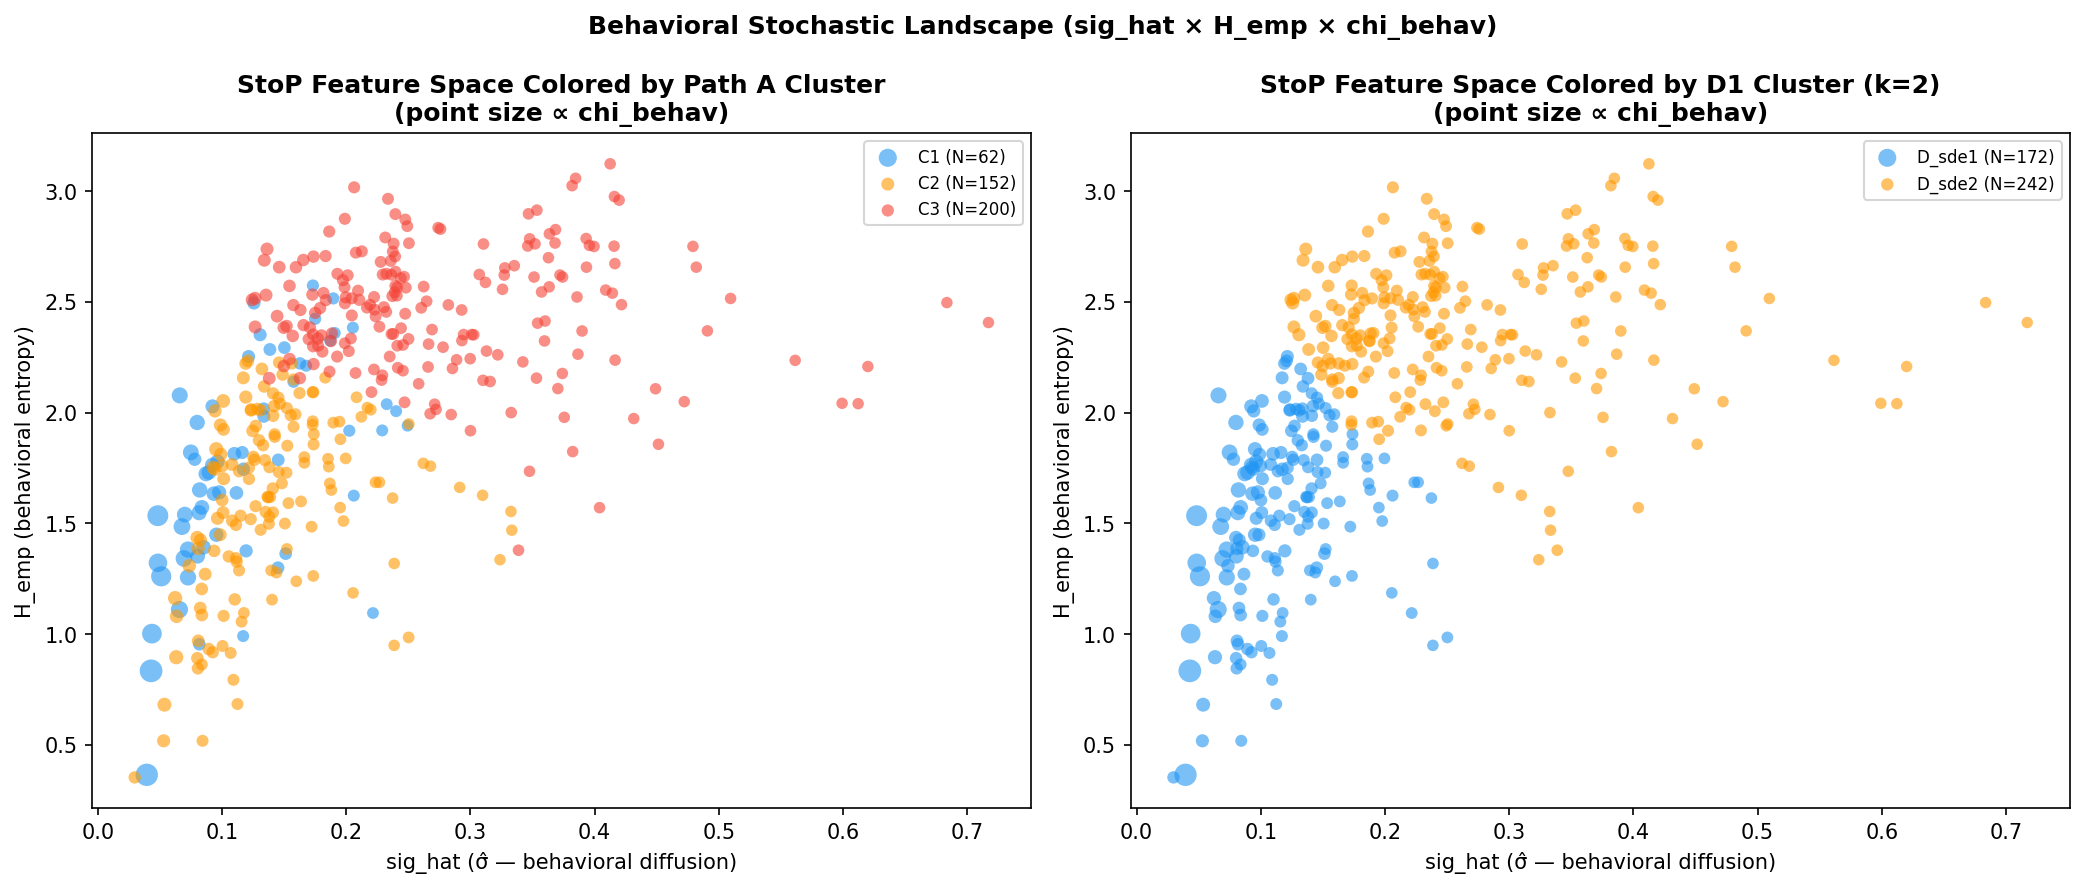 Behavioral Stochastic Landscape (sig_hat × H_emp × chi_behav)
StoP Feature Space Colored by Path A Cluster
(point size ∝ chi_behav)
C1 (N=62)
C2 (N=152)
C3 (N=200)
H_emp (behavioral entropy)
3.0
2.5
2.0
1.5
1.0
0.5
0.0 0.1 0.2 0.3 0.4 0.5 0.6 0.7
sig_hat (σ̂ — behavioral diffusion)
StoP Feature Space Colored by D1 Cluster (k=2)
(point size ∝ chi_behav)
D_sde1 (N=172)
D_sde2 (N=242)
H_emp (behavioral entropy)
3.0
2.5
2.0
1.5
1.0
0.5
0.0 0.1 0.2 0.3 0.4 0.5 0.6 0.7
sig_hat (σ̂ — behavioral diffusion)